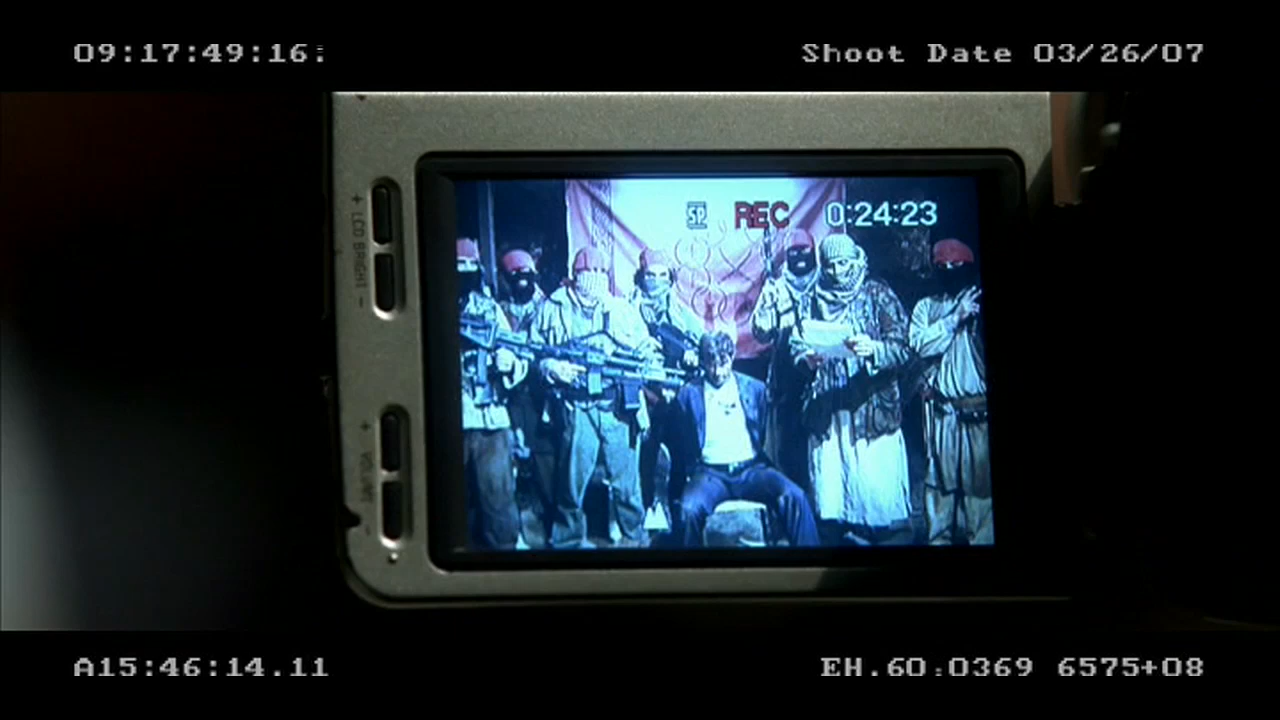 09:17:49:16:
Shoot Date 03/26/07
SP REC 0:24:23
+ LCD BRIGHT -
+ VOLUME -
A15:46:14.11
EH.60:0369 6575+08